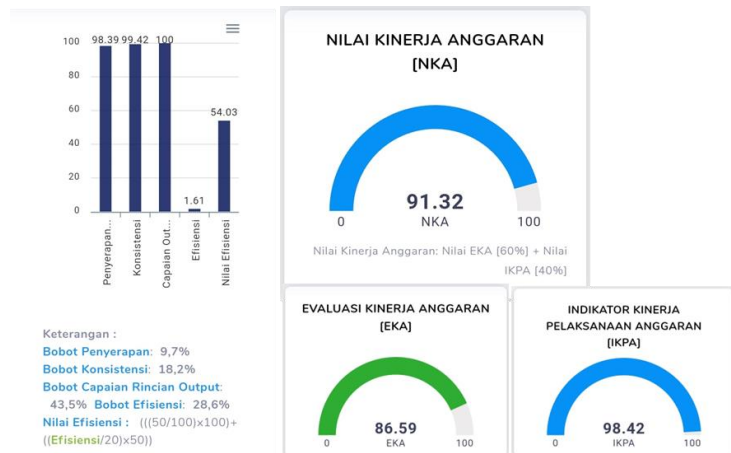 100
98.39
99.42
100
80
60
54.03
40
20
1.61
0
Penyerapan...
Konsistensi
Capaian Out...
Efisiensi
Nilai Efisiensi
Keterangan :
Bobot Penyerapan: 9,7%
Bobot Konsistensi: 18,2%
Bobot Capaian Rincian Output:
43,5% Bobot Efisiensi: 28,6%
Nilai Efisiensi : (((50/100)x100)+
((Efisiensi/20)x50))
NILAI KINERJA ANGGARAN
[NKA]
91.32
0 NKA 100
Nilai Kinerja Anggaran: Nilai EKA [60%] + Nilai
IKPA [40%]
EVALUASI KINERJA ANGGARAN
[EKA]
86.59
0 EKA 100
INDIKATOR KINERJA
PELAKSANAAN ANGGARAN
[IKPA]
98.42
0 IKPA 100